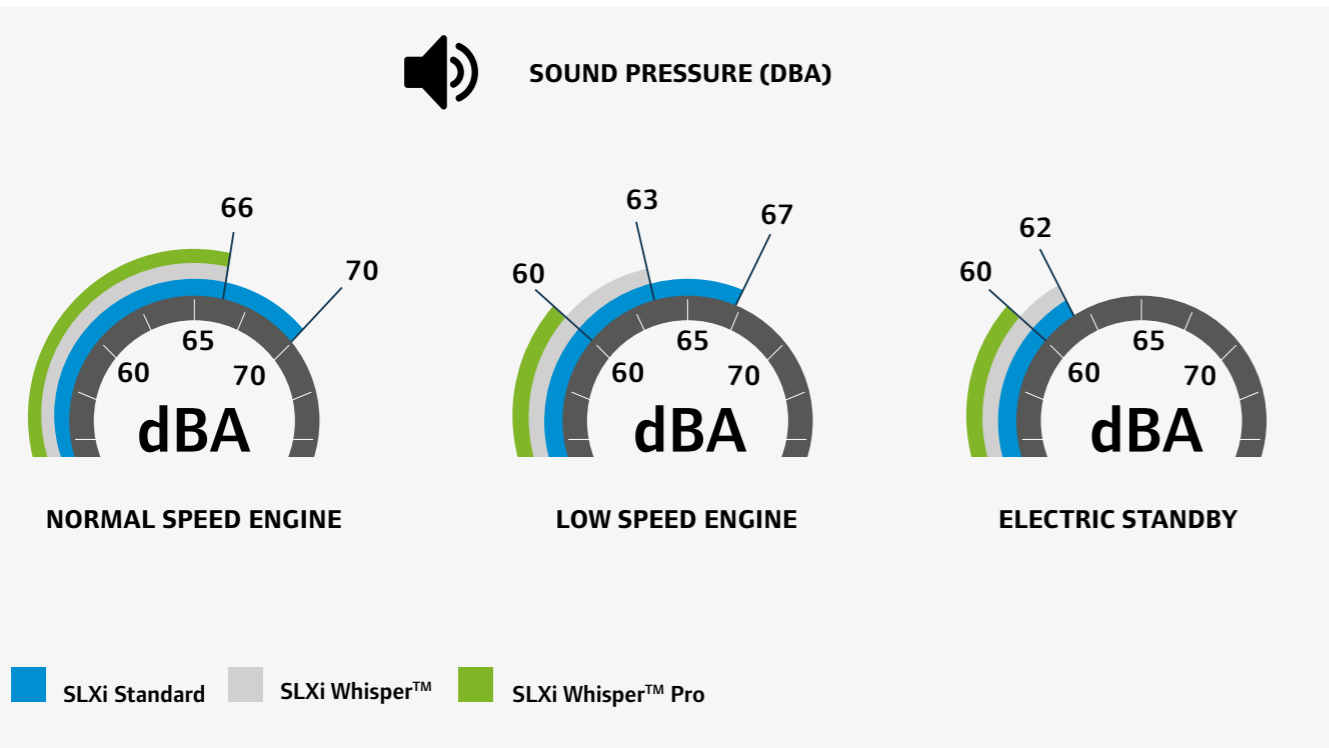 SOUND PRESSURE (DBA)
66
70
60
65
70
dBA
NORMAL SPEED ENGINE
60
63
67
60
65
70
dBA
LOW SPEED ENGINE
60
62
60
65
70
dBA
ELECTRIC STANDBY
SLXi Standard
SLXi Whisper™
SLXi Whisper™ Pro